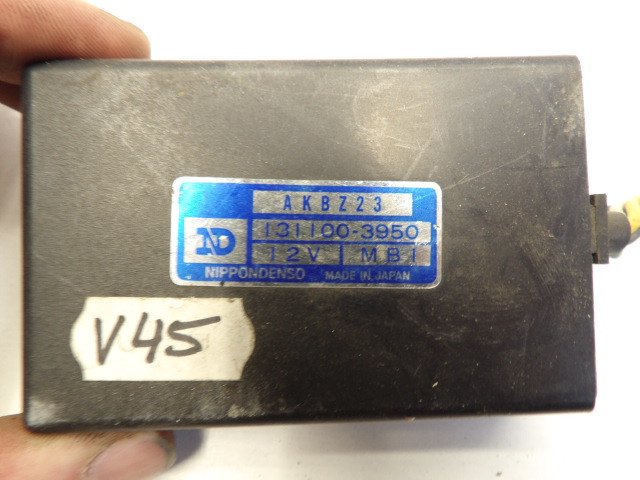 AKBZ23
ND
131100-3950
12V MB1
NIPPONDENSO MADE IN JAPAN
V45